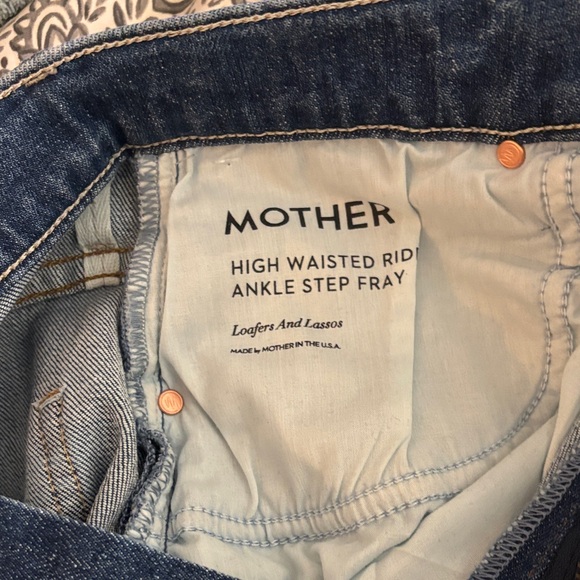 MOTHER
HIGH WAISTED RID
ANKLE STEP FRAY
Loafers And Lassos
MADE by MOTHER IN THE U.S.A.